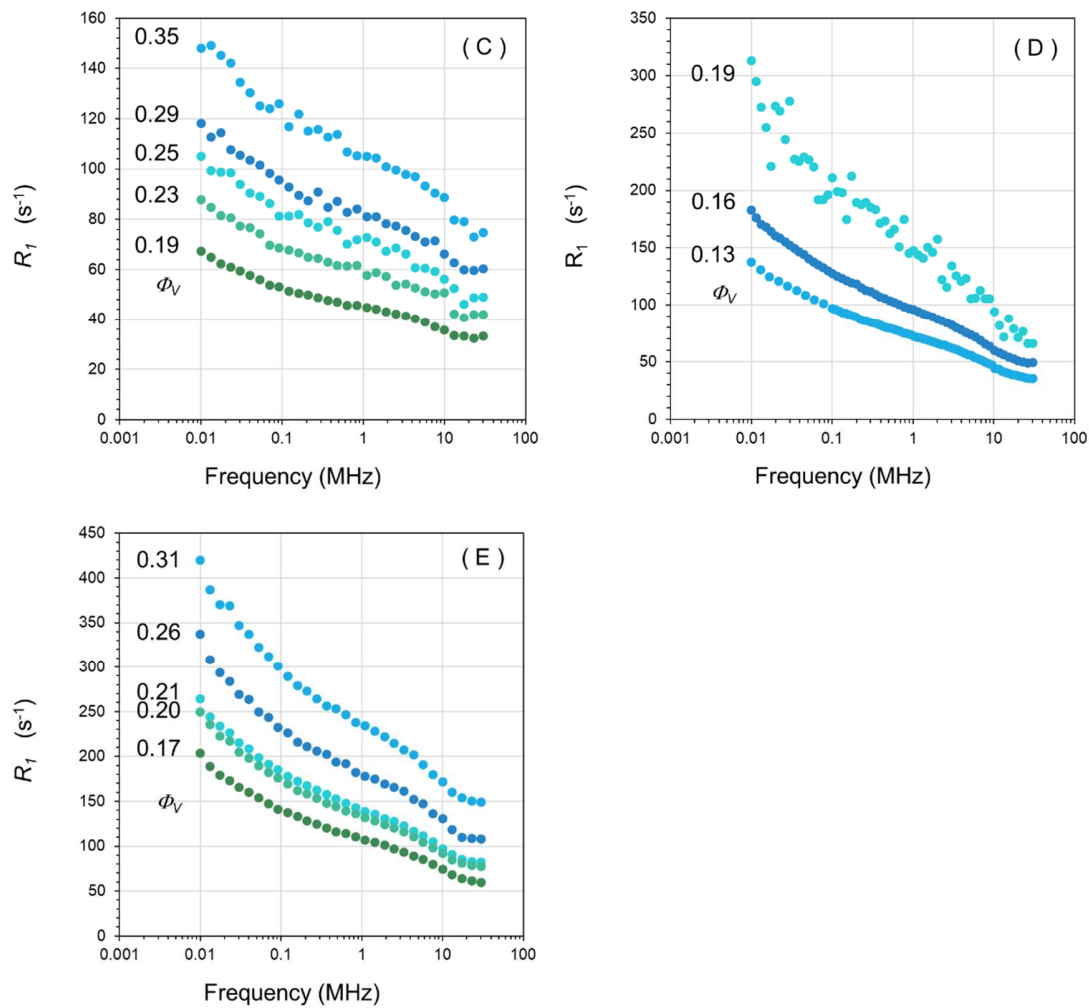 ( C )
160
140
120
100
80
60
40
20
0
0.35
0.29
0.25
0.23
0.19
ΦV
R1 (s-1)
0.001 0.01 0.1 1 10 100
Frequency (MHz)
( D )
350
300
250
200
150
100
50
0
0.19
0.16
0.13
ΦV
R1 (s-1)
0.001 0.01 0.1 1 10 100
Frequency (MHz)
( E )
450
400
350
300
250
200
150
100
50
0
0.31
0.26
0.21
0.20
0.17
ΦV
R1 (s-1)
0.001 0.01 0.1 1 10 100
Frequency (MHz)